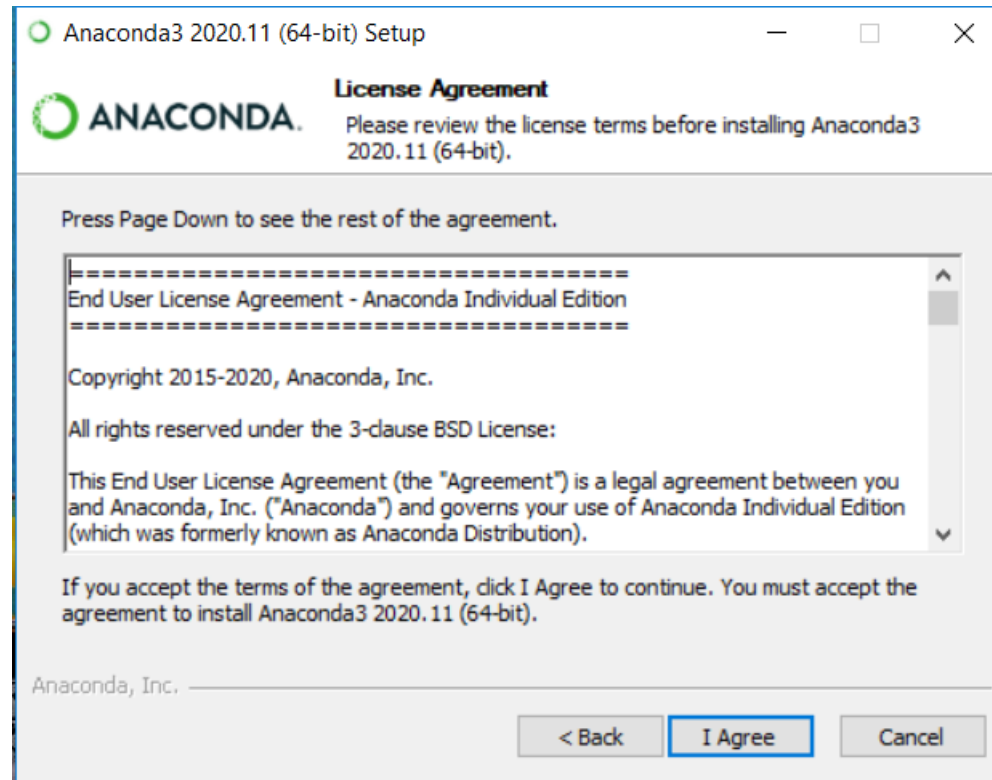 Anaconda3 2020.11 (64-bit) Setup
ANACONDA.
License Agreement
Please review the license terms before installing Anaconda3
2020.11 (64-bit).
Press Page Down to see the rest of the agreement.
===================================
End User License Agreement - Anaconda Individual Edition
===================================
Copyright 2015-2020, Anaconda, Inc.
All rights reserved under the 3-clause BSD License:
This End User License Agreement (the "Agreement") is a legal agreement between you
and Anaconda, Inc. ("Anaconda") and governs your use of Anaconda Individual Edition
(which was formerly known as Anaconda Distribution).
If you accept the terms of the agreement, click I Agree to continue. You must accept the
agreement to install Anaconda3 2020.11 (64-bit).
Anaconda, Inc.
< Back
I Agree
Cancel